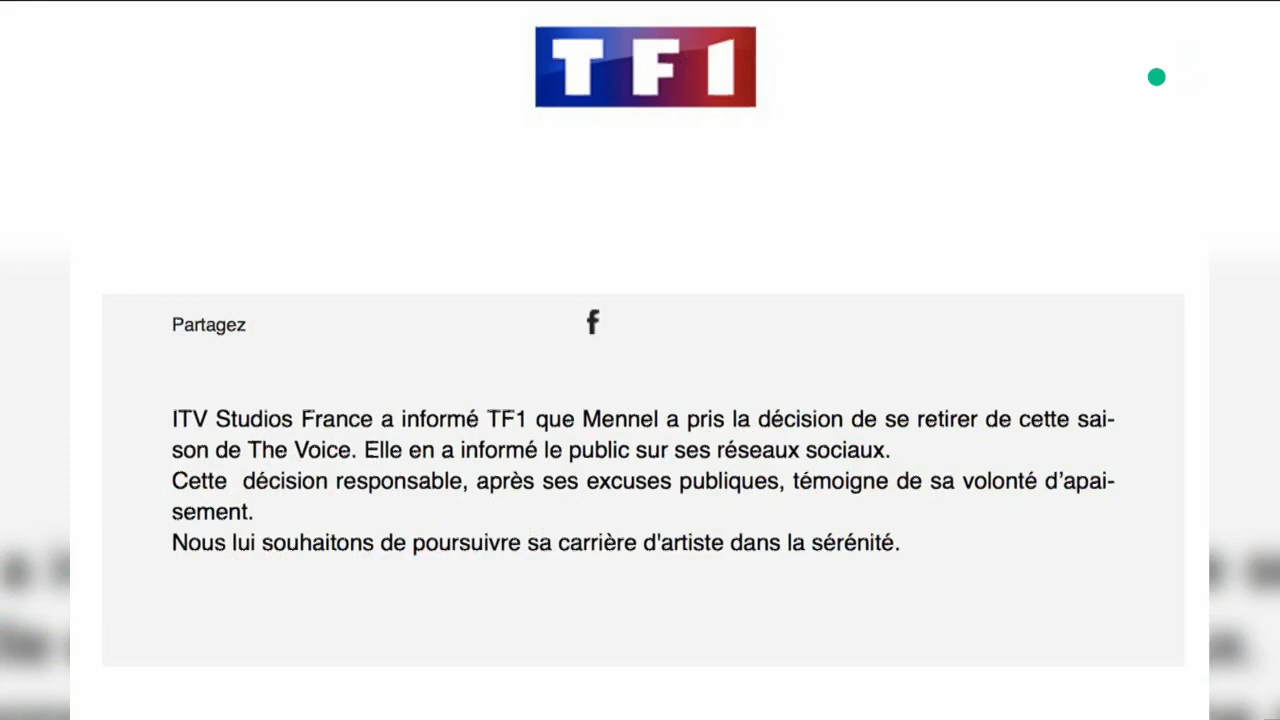 TF1
Partagez
ITV Studios France a informé TF1 que Mennel a pris la décision de se retirer de cette sai-
son de The Voice. Elle en a informé le public sur ses réseaux sociaux.
Cette  décision responsable, après ses excuses publiques, témoigne de sa volonté d'apai-
sement.
Nous lui souhaitons de poursuivre sa carrière d'artiste dans la sérénité.